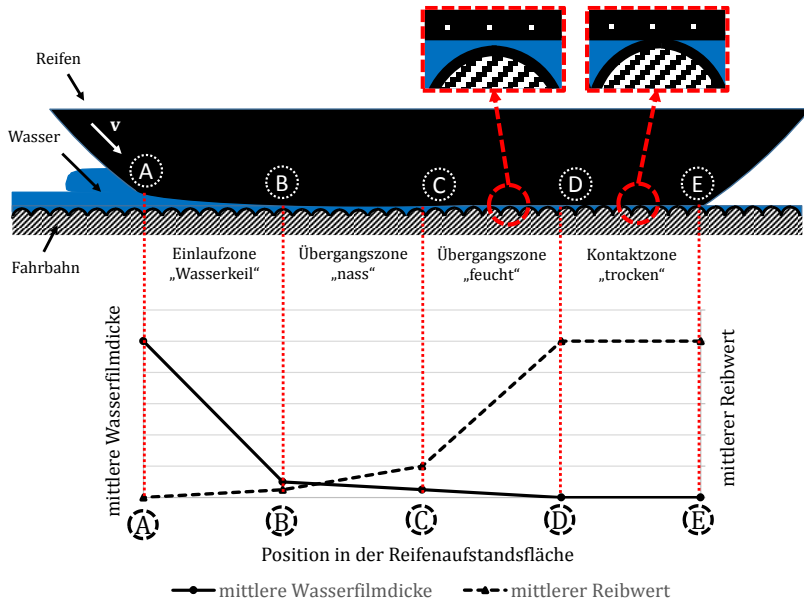 Reifen
v
Wasser
A
B
C
D
E
Fahrbahn
Einlaufzone
„Wasserkeil“
Übergangszone
„nass“
Übergangszone
„feucht“
Kontaktzone
„trocken“
mittlere Wasserfilmdicke
mittlerer Reibwert
A
B
C
D
E
Position in der Reifenaufstandsfläche
mittlere Wasserfilmdicke
mittlerer Reibwert